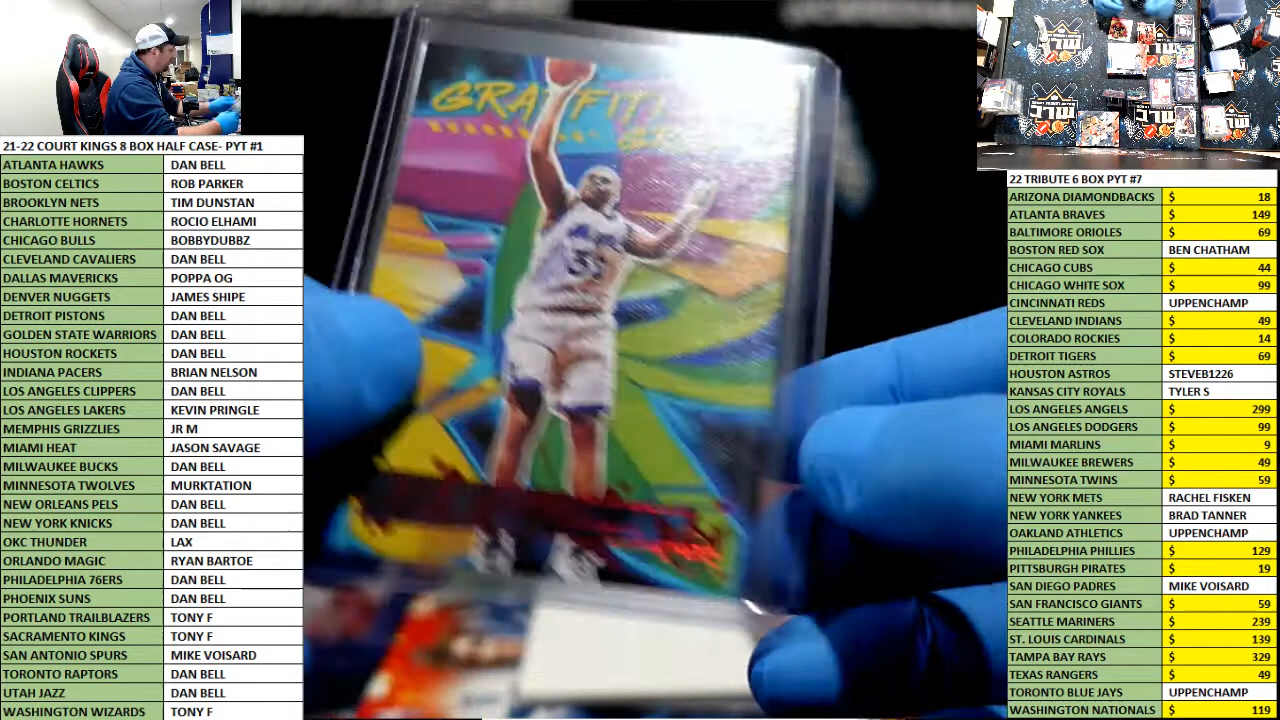 21-22 COURT KINGS 8 BOX HALF CASE- PYT #1
ATLANTA HAWKS DAN BELL
BOSTON CELTICS ROB PARKER
BROOKLYN NETS TIM DUNSTAN
CHARLOTTE HORNETS ROCIO ELHAMI
CHICAGO BULLS BOBBYDUBBZ
CLEVELAND CAVALIERS DAN BELL
DALLAS MAVERICKS POPPA OG
DENVER NUGGETS JAMES SHIPE
DETROIT PISTONS DAN BELL
GOLDEN STATE WARRIORS DAN BELL
HOUSTON ROCKETS DAN BELL
INDIANA PACERS BRIAN NELSON
LOS ANGELES CLIPPERS DAN BELL
LOS ANGELES LAKERS KEVIN PRINGLE
MEMPHIS GRIZZLIES JR M
MIAMI HEAT JASON SAVAGE
MILWAUKEE BUCKS DAN BELL
MINNESOTA TWOLVES MURKTATION
NEW ORLEANS PELS DAN BELL
NEW YORK KNICKS DAN BELL
OKC THUNDER LAX
ORLANDO MAGIC RYAN BARTOE
PHILADELPHIA 76ERS DAN BELL
PHOENIX SUNS DAN BELL
PORTLAND TRAILBLAZERS TONY F
SACRAMENTO KINGS TONY F
SAN ANTONIO SPURS MIKE VOISARD
TORONTO RAPTORS DAN BELL
UTAH JAZZ DAN BELL
WASHINGTON WIZARDS TONY F
GRAFFITI
22 TRIBUTE 6 BOX PYT #7
ARIZONA DIAMONDBACKS $ 18
ATLANTA BRAVES $ 149
BALTIMORE ORIOLES $ 69
BOSTON RED SOX BEN CHATHAM
CHICAGO CUBS $ 44
CHICAGO WHITE SOX $ 99
CINCINNATI REDS UPPENCHAMP
CLEVELAND INDIANS $ 49
COLORADO ROCKIES $ 14
DETROIT TIGERS $ 69
HOUSTON ASTROS STEVEB1226
KANSAS CITY ROYALS TYLER S
LOS ANGELES ANGELS $ 299
LOS ANGELES DODGERS $ 99
MIAMI MARLINS $ 9
MILWAUKEE BREWERS $ 49
MINNESOTA TWINS $ 59
NEW YORK METS RACHEL FISKEN
NEW YORK YANKEES BRAD TANNER
OAKLAND ATHLETICS UPPENCHAMP
PHILADELPHIA PHILLIES $ 129
PITTSBURGH PIRATES $ 19
SAN DIEGO PADRES MIKE VOISARD
SAN FRANCISCO GIANTS $ 59
SEATTLE MARINERS $ 239
ST. LOUIS CARDINALS $ 139
TAMPA BAY RAYS $ 329
TEXAS RANGERS $ 49
TORONTO BLUE JAYS UPPENCHAMP
WASHINGTON NATIONALS $ 119